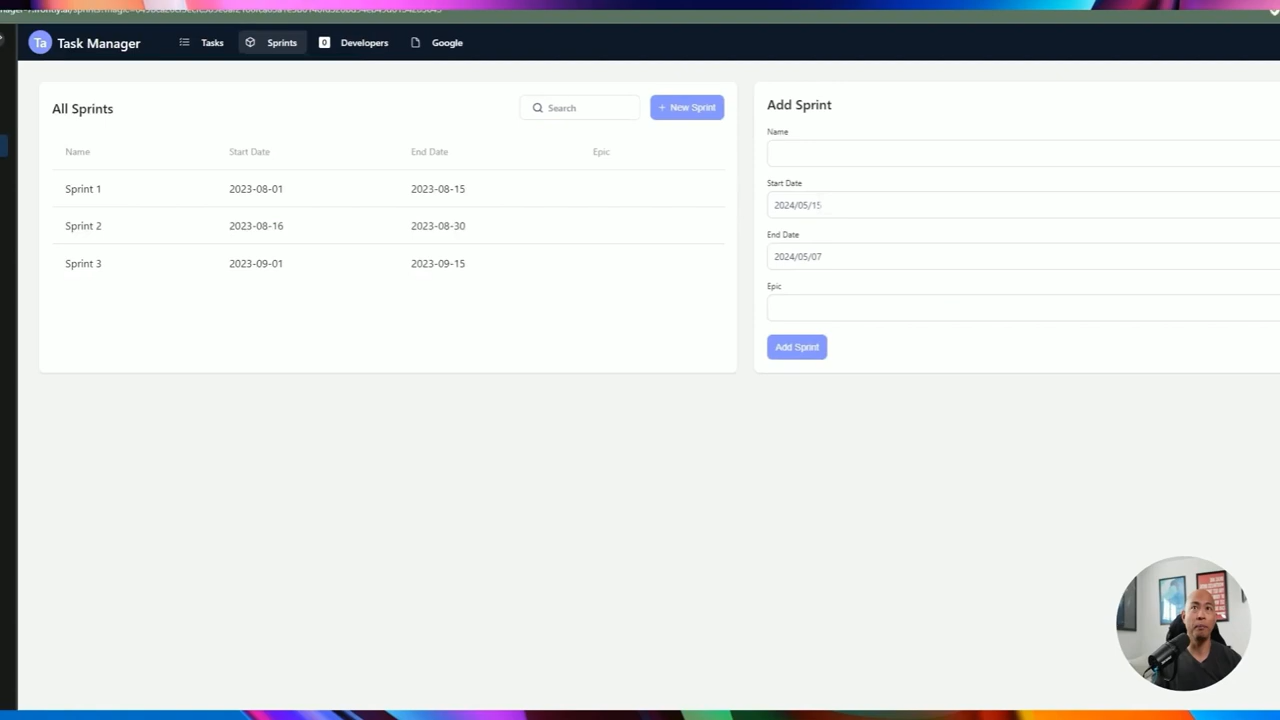 Ta Task Manager Tasks Sprints 0 Developers Google
All Sprints
Search
+ New Sprint
Name Start Date End Date Epic
Sprint 1 2023-08-01 2023-08-15
Sprint 2 2023-08-16 2023-08-30
Sprint 3 2023-09-01 2023-09-15
Add Sprint
Name
Start Date
2024/05/15
End Date
2024/05/07
Epic
Add Sprint